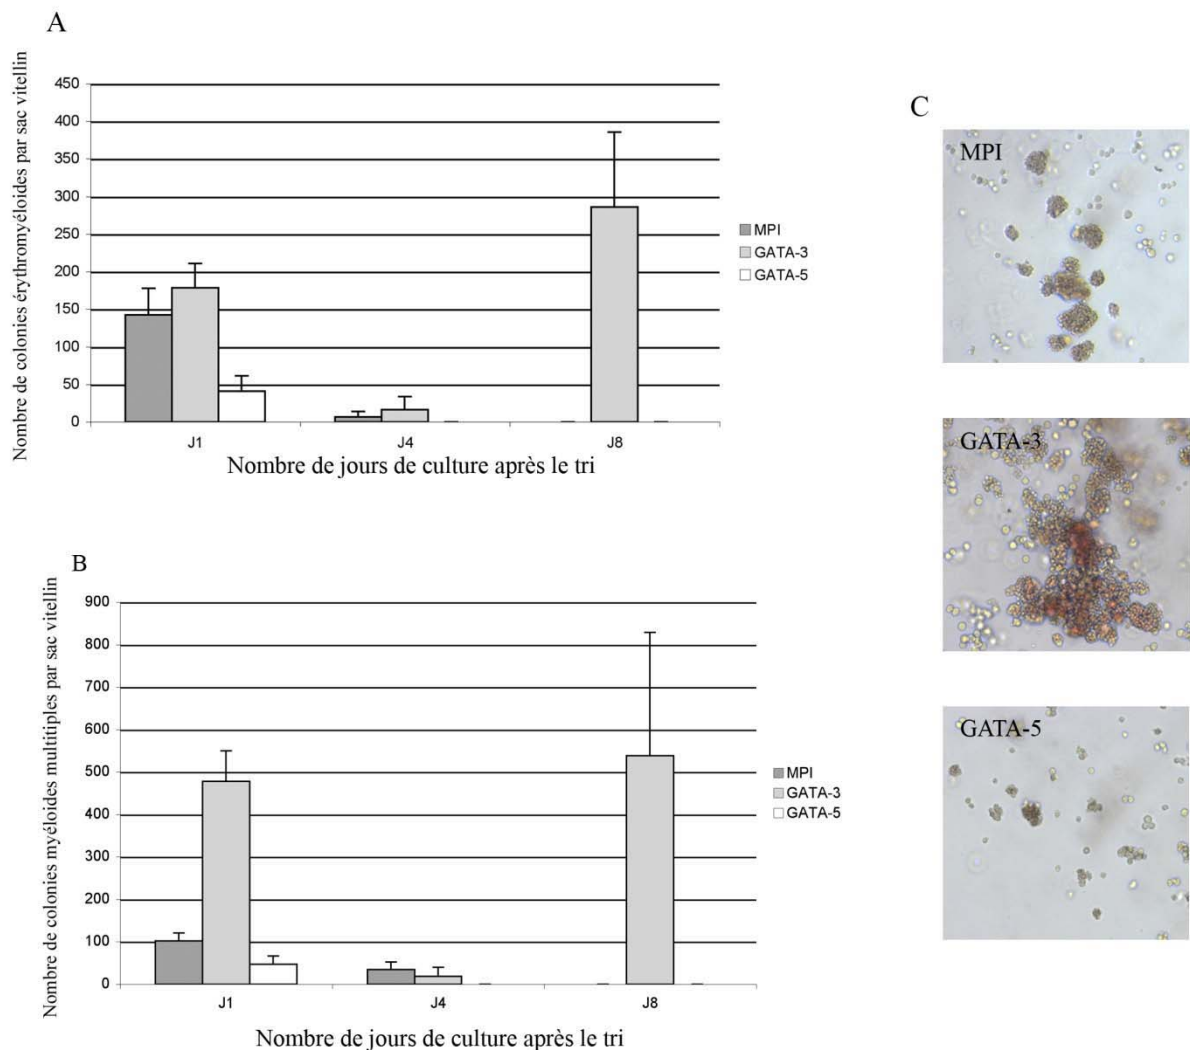 A
Nombre de colonies érythromyéloides par sac vitellin
450
400
350
300
250
200
150
100
50
0
J1
J4
J8
Nombre de jours de culture après le tri
MPI
GATA-3
GATA-5
B
Nombre de colonies myéloides multitiples par sac vitellin
900
800
700
600
500
400
300
200
100
0
J1
J4
J8
Nombre de jours de culture après le tri
MPI
GATA-3
GATA-5
C
MPI
GATA-3
GATA-5